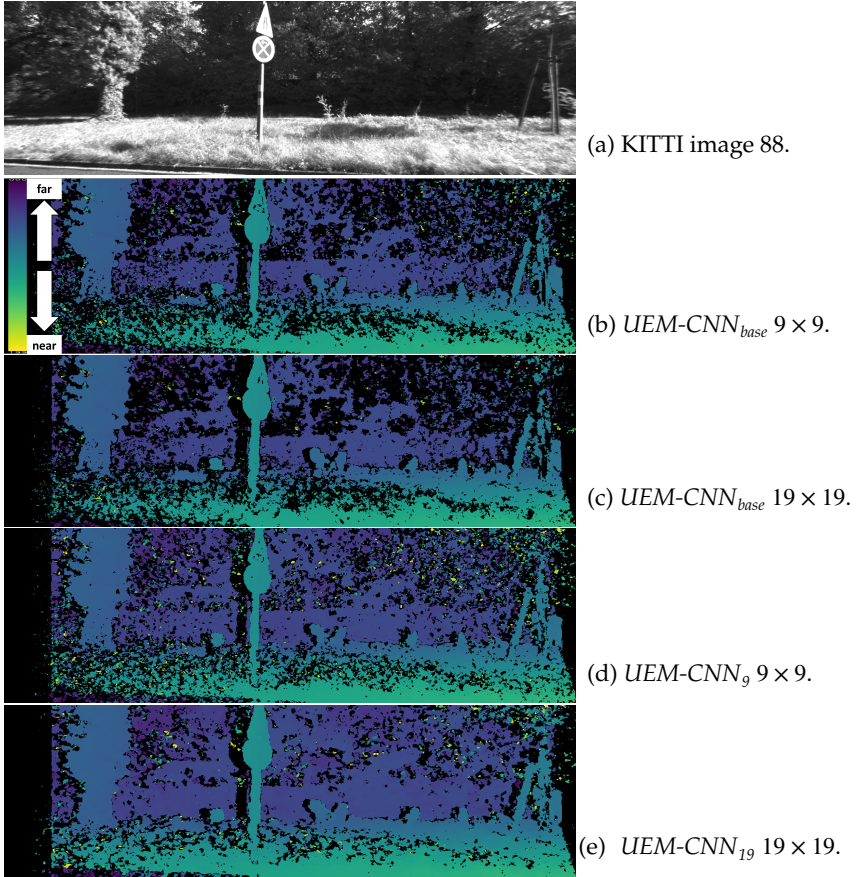 (a) KITTI image 88.
far
near
(b) UEM-CNN_base 9 × 9.
(c) UEM-CNN_base 19 × 19.
(d) UEM-CNN_9 9 × 9.
(e) UEM-CNN_19 19 × 19.